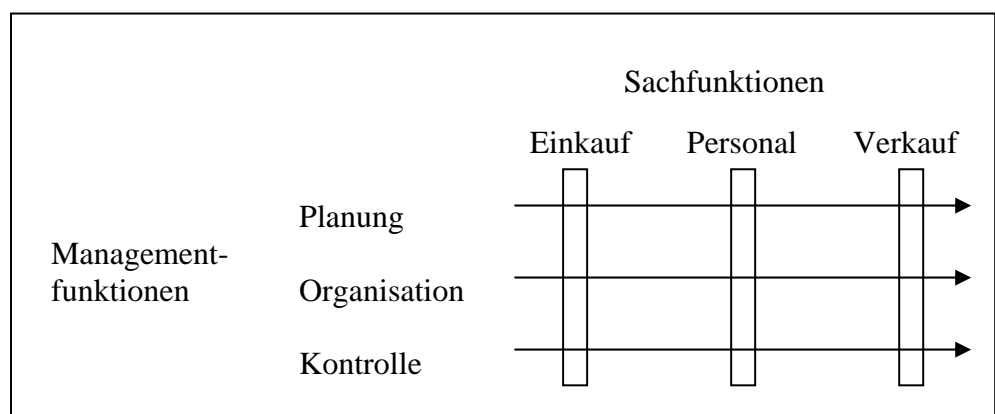 Sachfunktionen
Einkauf Personal Verkauf
Planung
Management-
funktionen
Organisation
Kontrolle